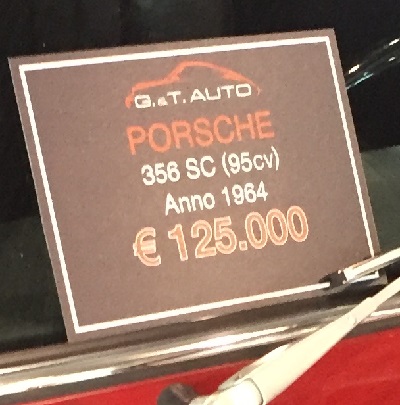 G.&T. AUTO
PORSCHE
356 SC (95cv)
Anno 1964
€ 125.000